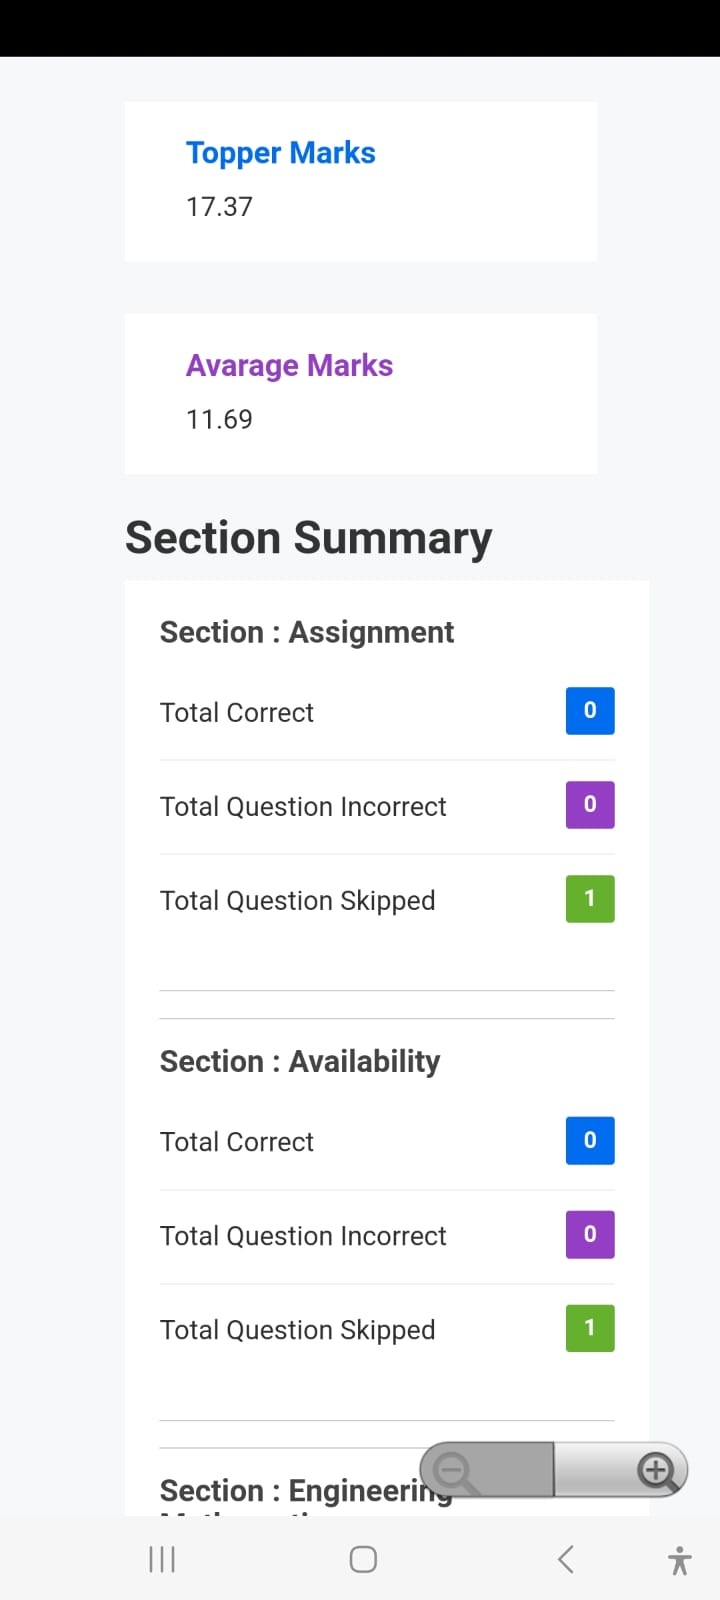 Topper Marks
17.37
Avarage Marks
11.69
Section Summary
Section : Assignment
Total Correct 0
Total Question Incorrect 0
Total Question Skipped 1
Section : Availability
Total Correct 0
Total Question Incorrect 0
Total Question Skipped 1
Section : Engineering